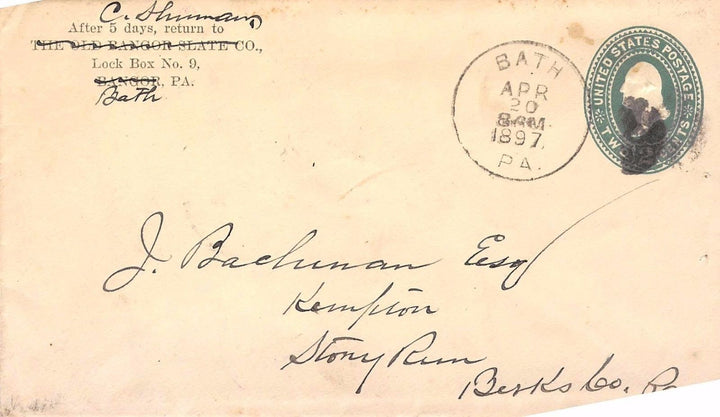 C. Shuman,
After 5 days, return to
THE OLD BANGOR SLATE CO.,
Lock Box No. 9,
BANGOR, PA.
Bath
BATH
APR
20
8 AM
1897.
PA.
UNITED STATES POSTAGE
TWO CENTS
J. Bachman Esq
Kempton
Stony Run
Berks Co. Pa